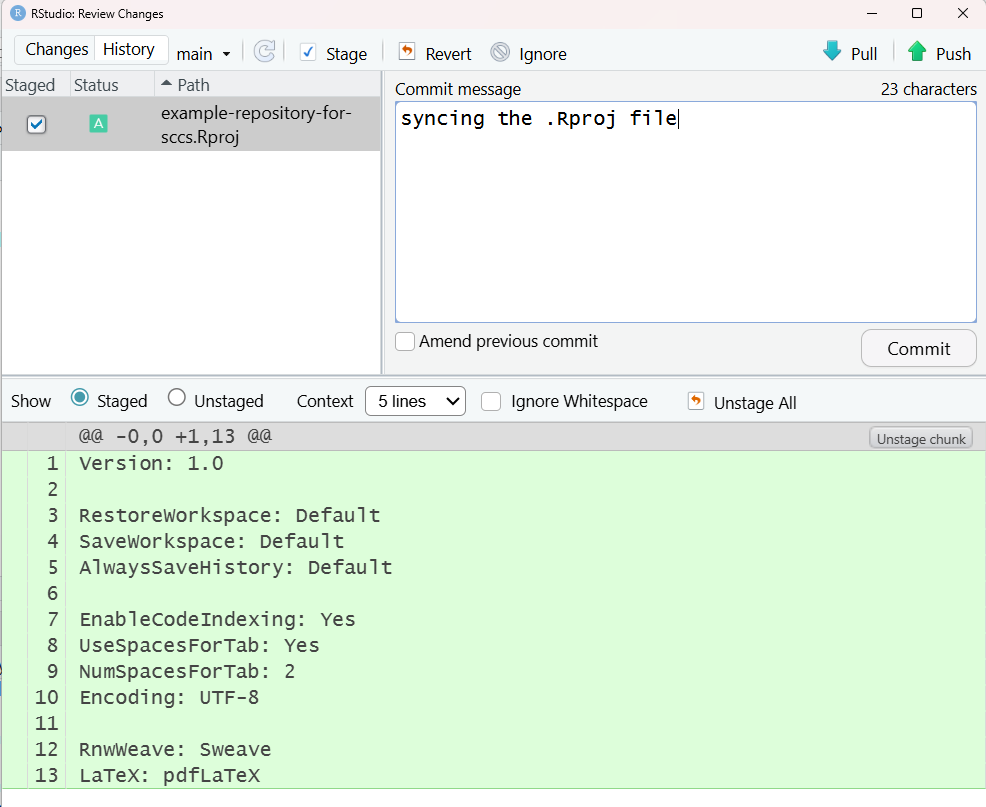 R RStudio: Review Changes
Changes History main Stage Revert Ignore Pull Push
Staged Status Path
A example-repository-for-
sccs.Rproj
Commit message 23 characters
syncing the .Rproj file
Amend previous commit
Commit
Show Staged Unstaged Context 5 lines Ignore Whitespace Unstage All
@@ -0,0 +1,13 @@ Unstage chunk
1 Version: 1.0
2
3 RestoreWorkspace: Default
4 SaveWorkspace: Default
5 AlwaysSaveHistory: Default
6
7 EnableCodeIndexing: Yes
8 UseSpacesForTab: Yes
9 NumSpacesForTab: 2
10 Encoding: UTF-8
11
12 RnwWeave: Sweave
13 LaTeX: pdfLaTeX